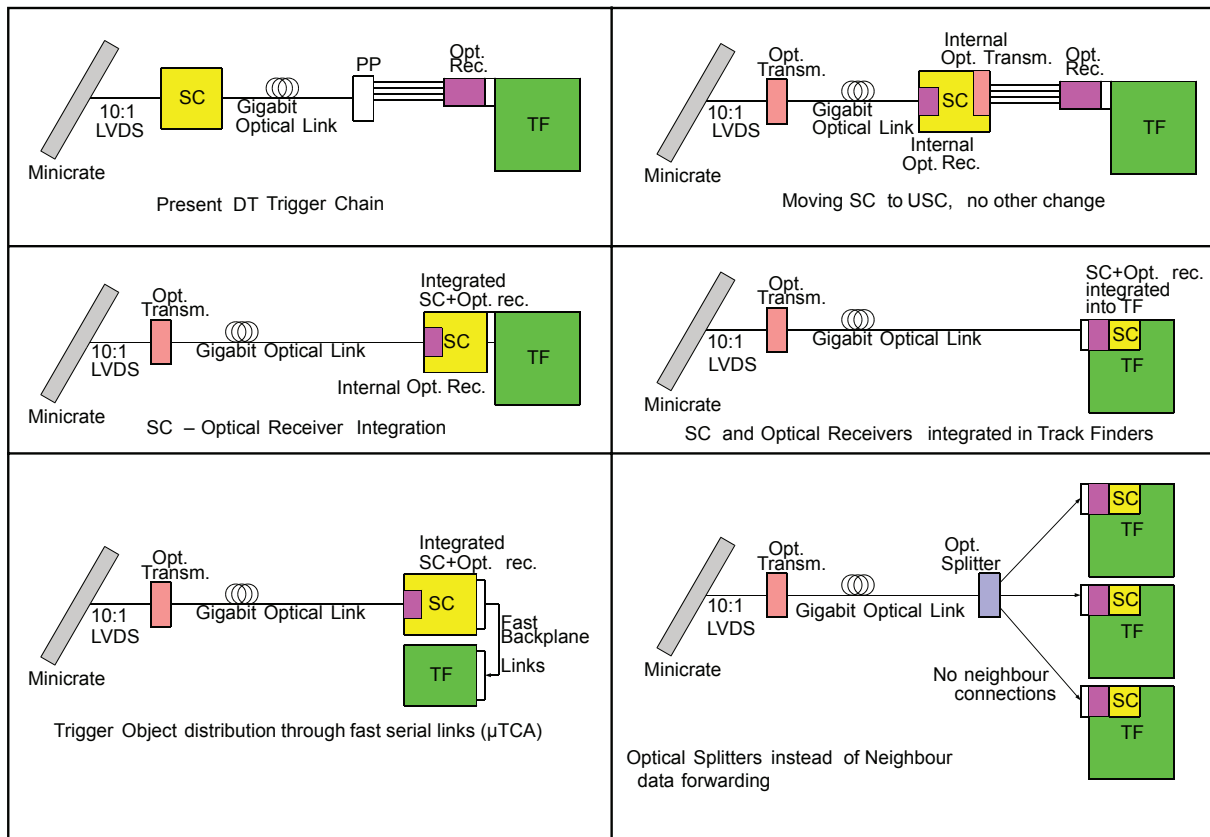 PP
Opt.
Rec.
SC
10:1
LVDS
Gigabit
Optical Link
TF
Minicrate
Present DT Trigger Chain
Internal
Opt. Transm.
Opt.
Transm.
Opt.
Rec.
SC
10:1
LVDS
Gigabit
Optical Link
TF
Internal
Opt. Rec.
Minicrate
Moving SC to USC, no other change
Integrated
SC+Opt. rec.
Opt.
Transm.
SC
10:1
LVDS
Gigabit Optical Link
TF
Internal Opt. Rec.
Minicrate
SC – Optical Receiver Integration
SC+Opt. rec.
integrated
into TF
Opt.
Transm.
SC
10:1
LVDS
Gigabit Optical Link
TF
Minicrate
SC and Optical Receivers integrated in Track Finders
Integrated
SC+Opt. rec.
Opt.
Transm.
SC
10:1
LVDS
Gigabit Optical Link
Fast
Backplane
Links
TF
Minicrate
Trigger Object distribution through fast serial links (µTCA)
SC
TF
Opt.
Splitter
Opt.
Transm.
10:1
LVDS
Gigabit Optical Link
SC
TF
Minicrate
No neighbour
connections
SC
TF
Optical Splitters instead of Neighbour
data forwarding